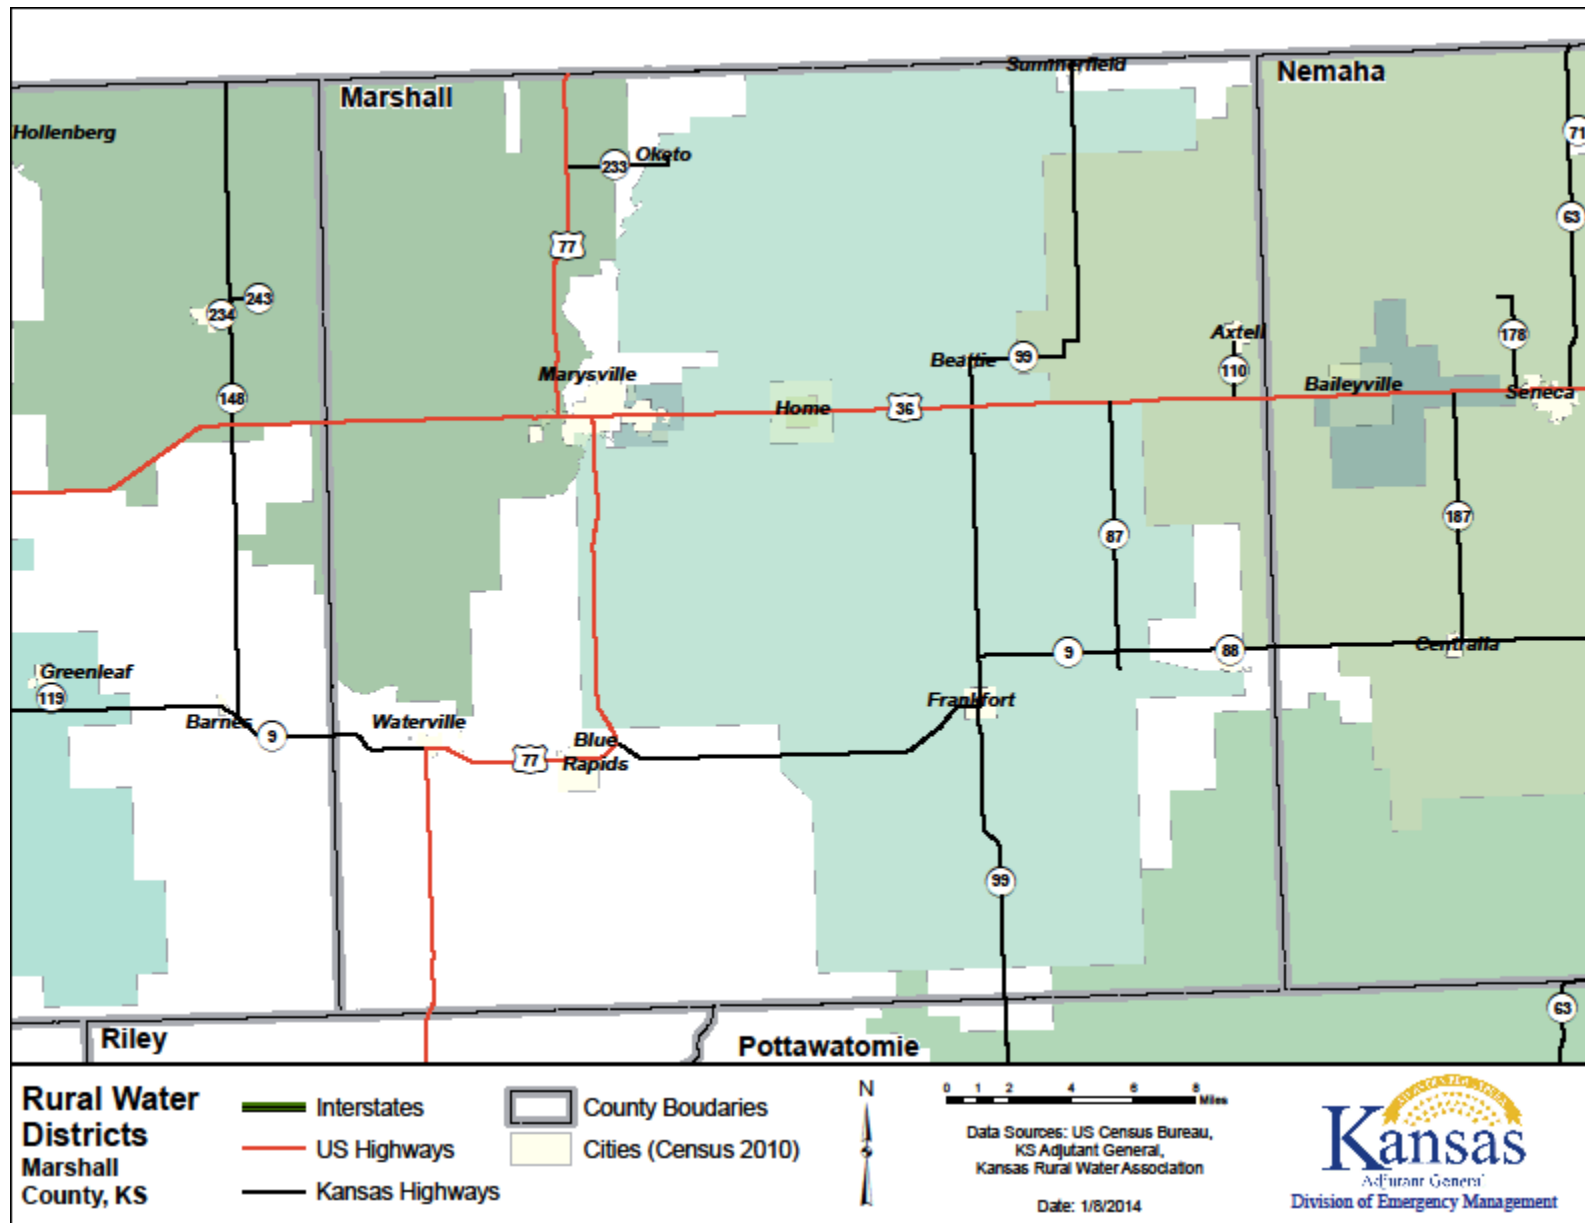 Summerfield
Marshall
Nemaha
Hollenberg
71
233
Oketo
63
77
243
234
178
Axtell
99
Beattie
Marysville
110
Baileyville
148
Seneca
Home
36
187
87
9
88
Centralia
Greenleaf
119
Frankfort
Barnes
Waterville
9
Blue
Rapids
77
99
63
Riley
Pottawatomie
Rural Water
Districts
Marshall
County, KS
Interstates
US Highways
Kansas Highways
County Boudaries
Cities (Census 2010)
N
0 1 2 4 6 8
Miles
Data Sources: US Census Bureau,
KS Adjutant General,
Kansas Rural Water Association
Date: 1/8/2014
Kansas
Adjutant General
Division of Emergency Management